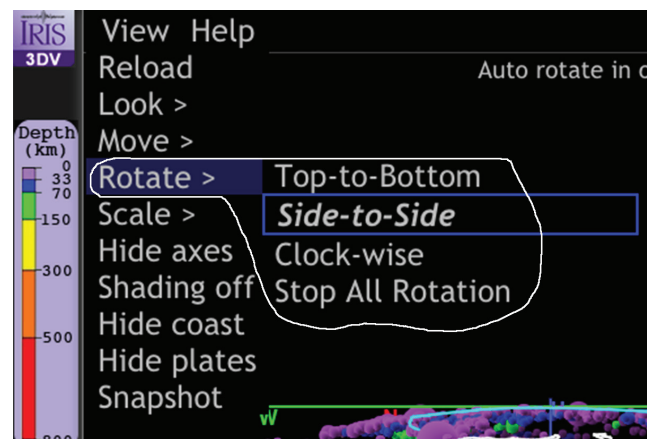 IRIS
3DV
View Help
Reload
Auto rotate in
Look >
Move >
Rotate >
Top-to-Bottom
Scale >
Side-to-Side
Hide axes
Clock-wise
Shading off
Stop All Rotation
Hide coast
Hide plates
Snapshot
Depth
(km)
0
33
70
150
300
500
800
N